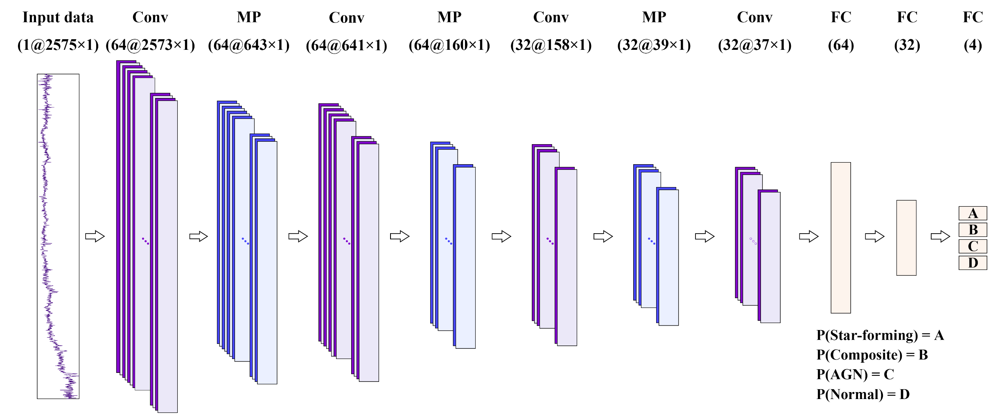 Input data Conv MP Conv MP Conv MP Conv FC FC FC
(1@2575×1) (64@2573×1) (64@643×1) (64@641×1) (64@160×1) (32@158×1) (32@39×1) (32@37×1) (64) (32) (4)
A
B
C
D
P(Star-forming) = A
P(Composite) = B
P(AGN) = C
P(Normal) = D